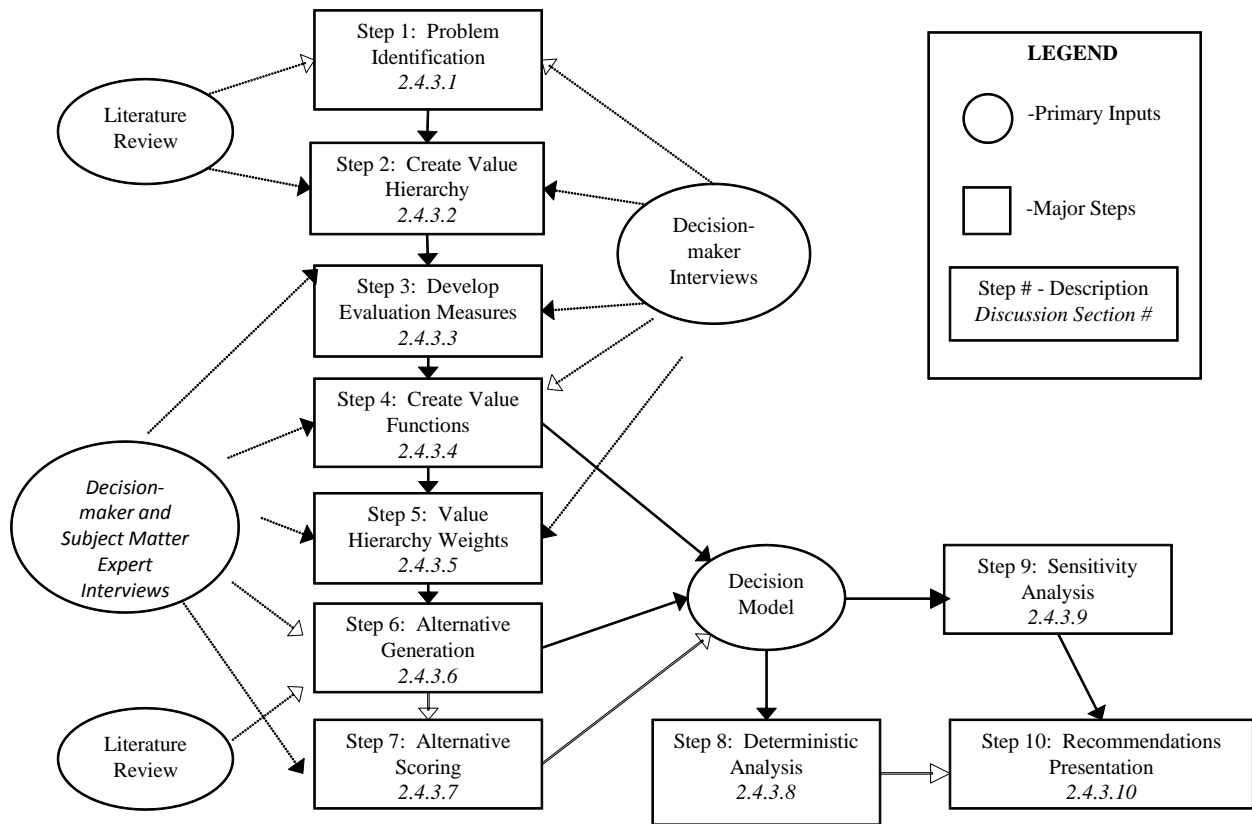 Step 1:  Problem
Identification
2.4.3.1
Literature
Review
Step 2:  Create Value
Hierarchy
2.4.3.2
Decision-
maker
Interviews
Step 3:  Develop
Evaluation Measures
2.4.3.3
Step 4:  Create Value
Functions
2.4.3.4
Decision-
maker and
Subject Matter
Expert
Interviews
Step 5:  Value
Hierarchy Weights
2.4.3.5
Step 6:  Alternative
Generation
2.4.3.6
Literature
Review
Step 7:  Alternative
Scoring
2.4.3.7
Decision
Model
Step 8:  Deterministic
Analysis
2.4.3.8
Step 9:  Sensitivity
Analysis
2.4.3.9
Step 10:  Recommendations
Presentation
2.4.3.10
LEGEND
-Primary Inputs
-Major Steps
Step # - Description
Discussion Section #